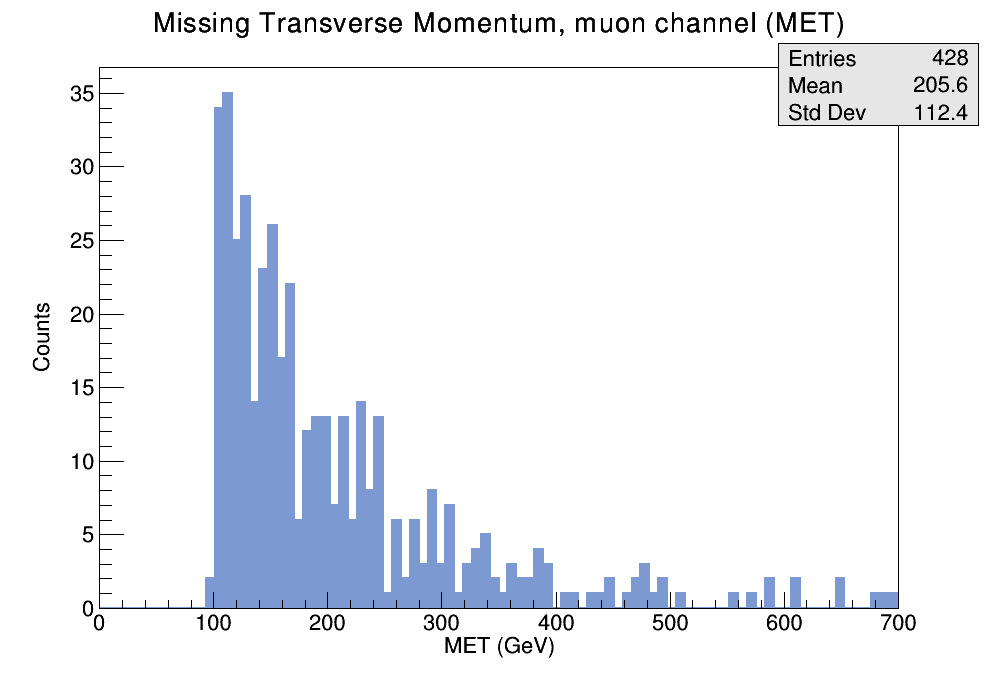 Missing Transverse Momentum, muon channel (MET)
Entries 428
Mean 205.6
Std Dev 112.4
35
30
25
20
15
10
5
0
Counts
0 100 200 300 400 500 600 700
MET (GeV)